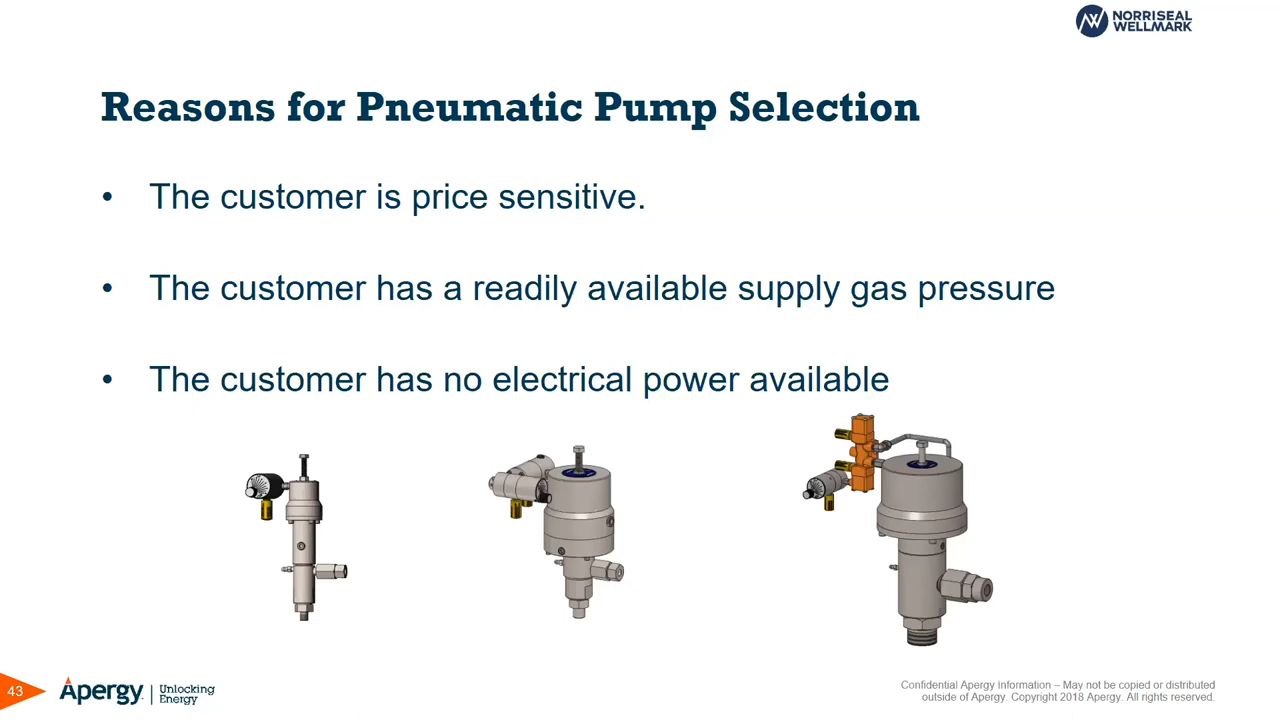 NORRISEAL
WELLMARK
Reasons for Pneumatic Pump Selection
• The customer is price sensitive.
• The customer has a readily available supply gas pressure
• The customer has no electrical power available
43
Apergy
Unlocking
Energy
Confidential Apergy Information – May not be copied or distributed
outside of Apergy. Copyright 2018 Apergy. All rights reserved.